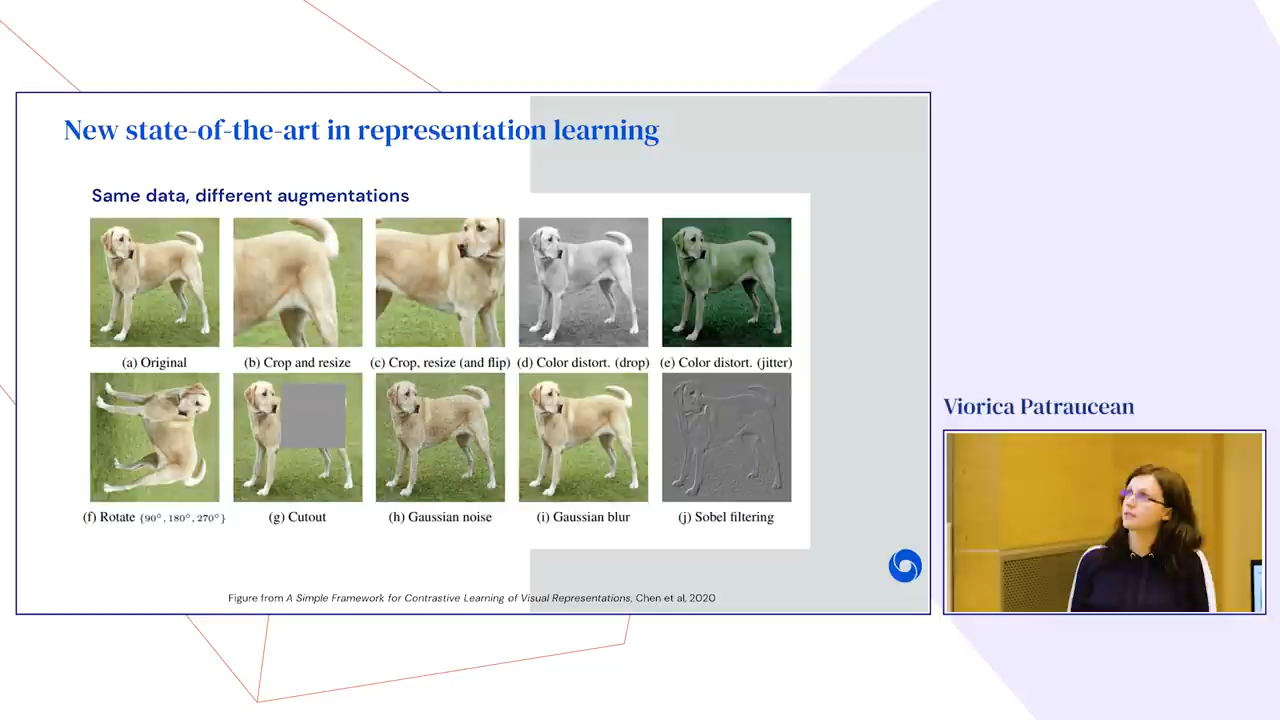 New state-of-the-art in representation learning
Same data, different augmentations
(a) Original
(b) Crop and resize
(c) Crop, resize (and flip)
(d) Color distort. (drop)
(e) Color distort. (jitter)
(f) Rotate {90°, 180°, 270°}
(g) Cutout
(h) Gaussian noise
(i) Gaussian blur
(j) Sobel filtering
Figure from A Simple Framework for Contrastive Learning of Visual Representations, Chen et al, 2020
Viorica Patraucean